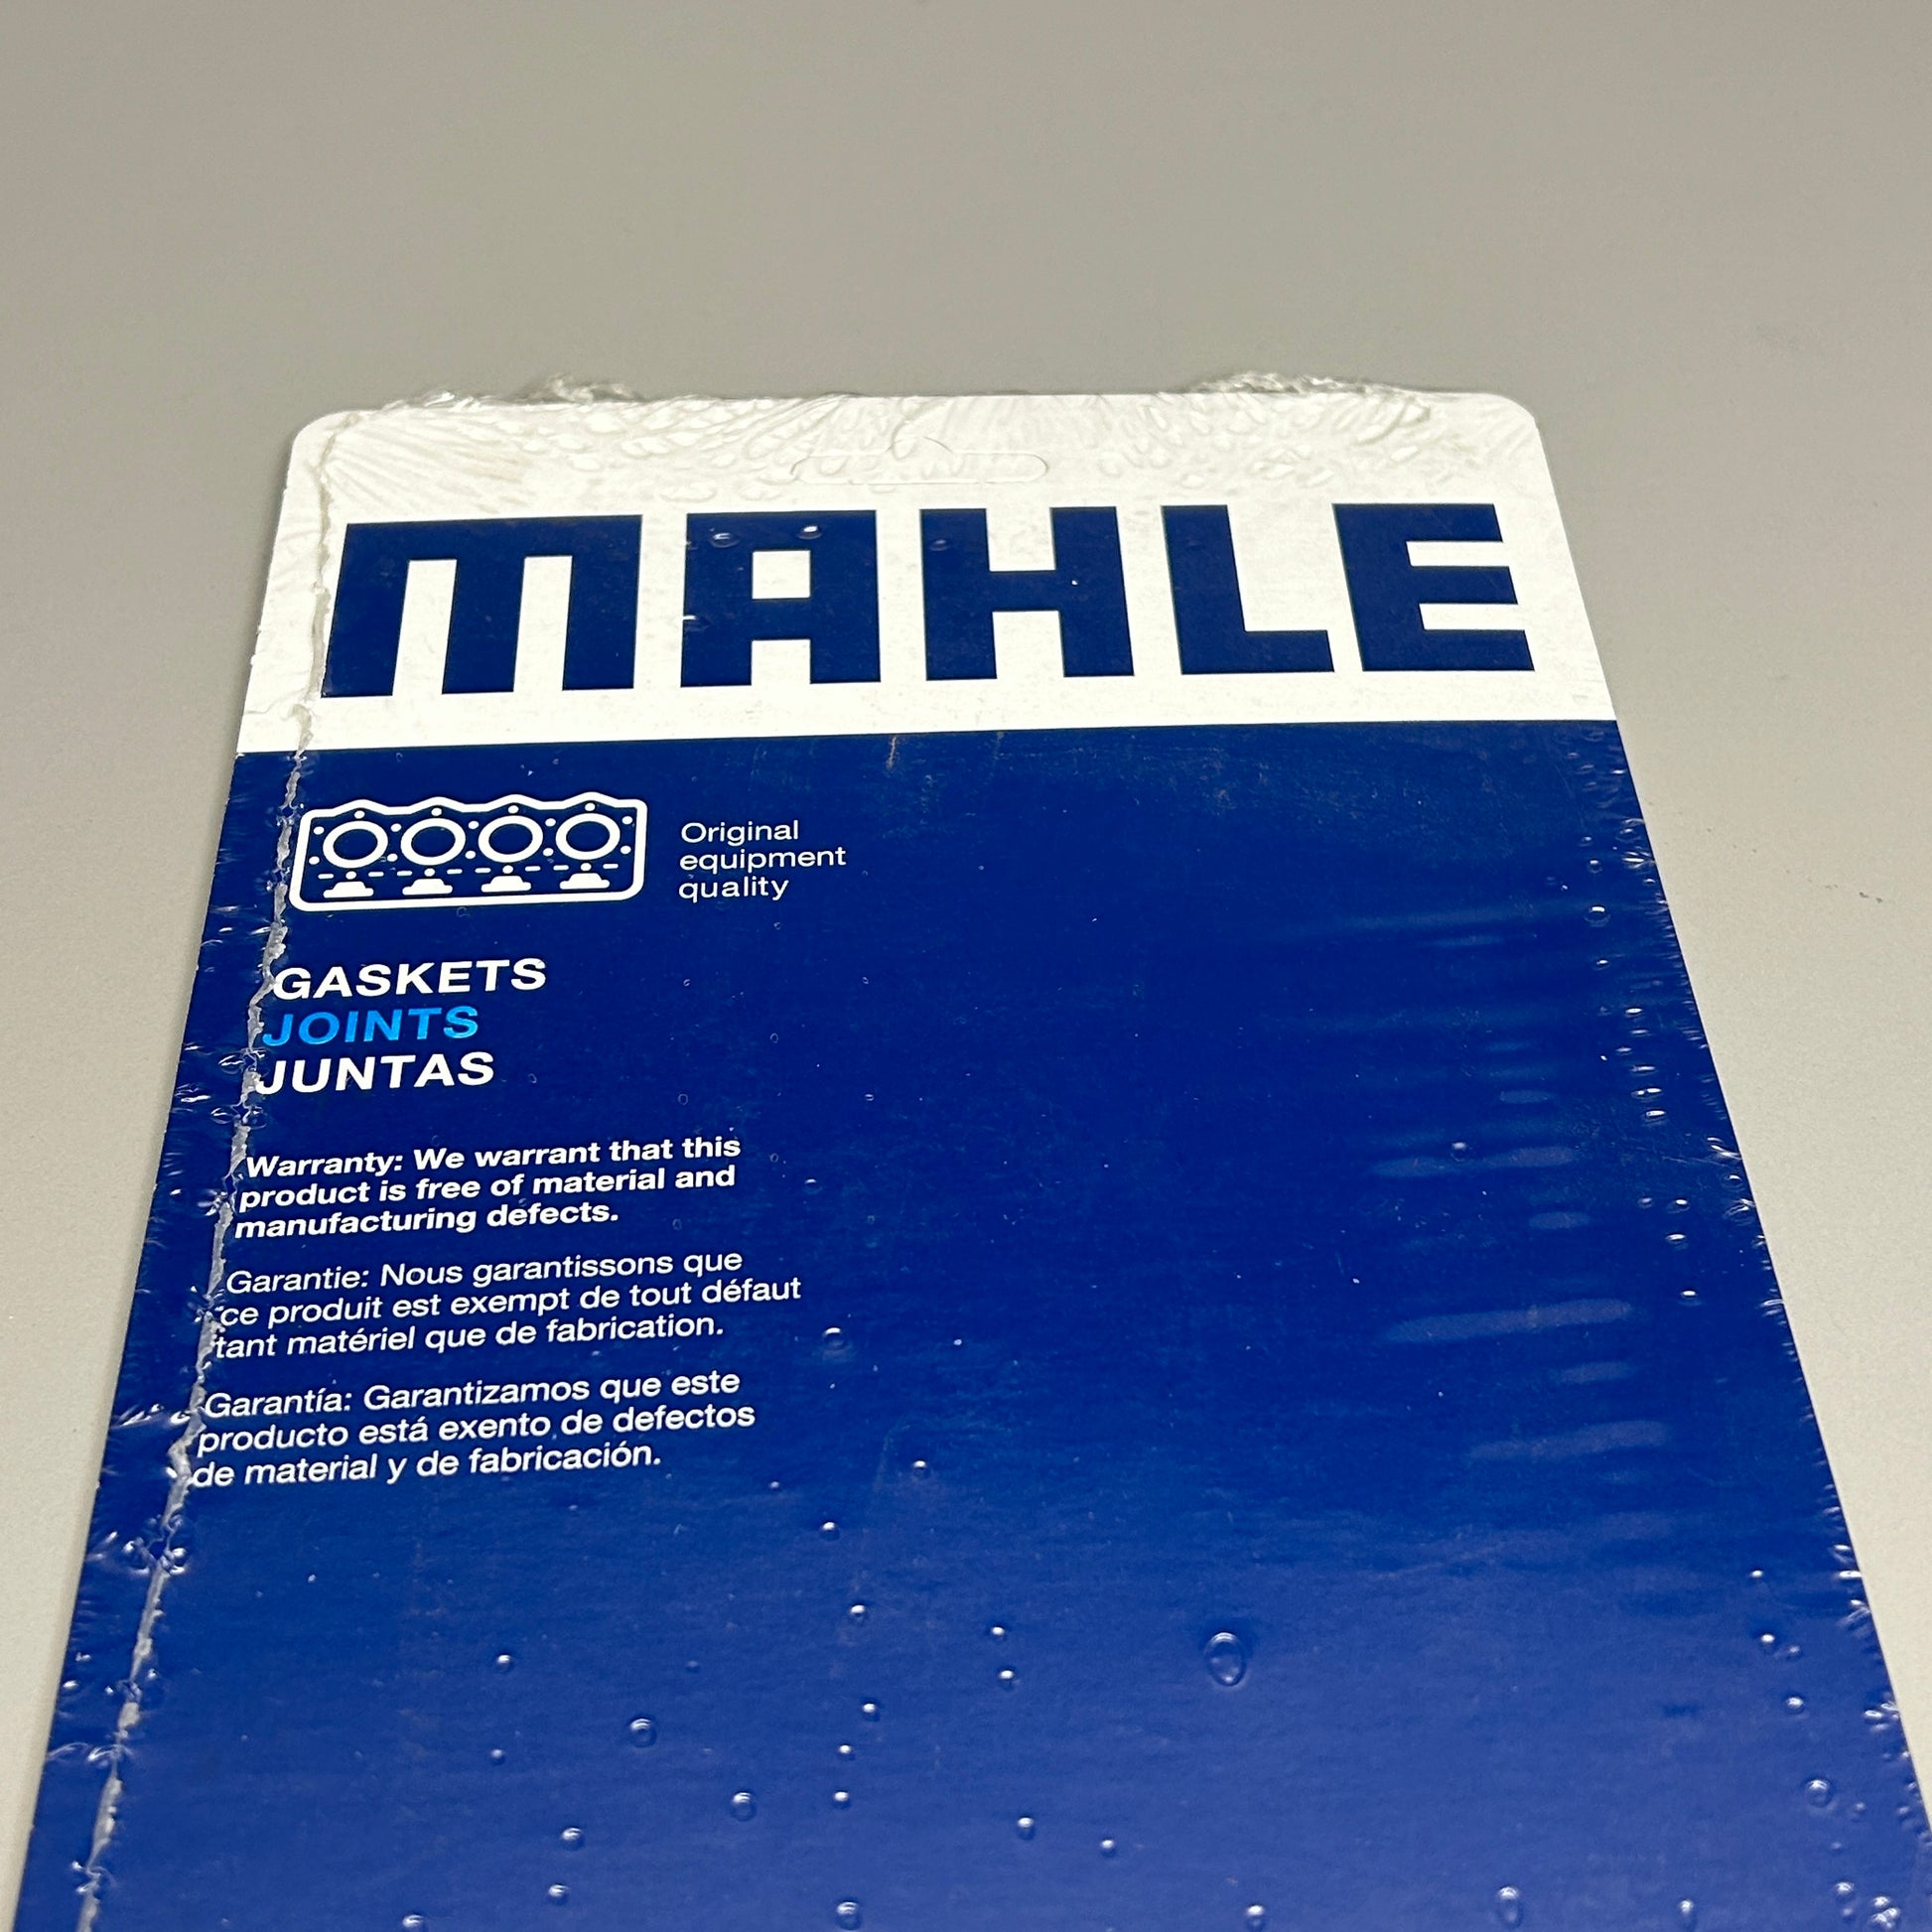 MAHLE
Original
equipment
quality
GASKETS
JOINTS
JUNTAS
Warranty: We warrant that this
product is free of material and
manufacturing defects.
Garantie: Nous garantissons que
ce produit est exempt de tout défaut
tant matériel que de fabrication.
Garantía: Garantizamos que este
producto está exento de defectos
de material y de fabricación.